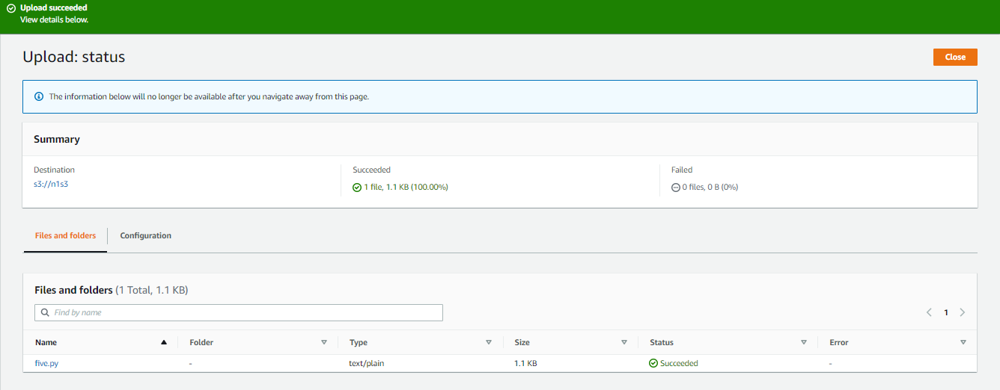 Upload succeeded
View details below.
Upload: status
Close
The information below will no longer be available after you navigate away from this page.
Summary
Destination
s3://n1s3
Succeeded
1 file, 1.1 KB (100.00%)
Failed
0 files, 0 B (0%)
Files and folders
Configuration
Files and folders (1 Total, 1.1 KB)
Find by name
1
Name Folder Type Size Status Error
five.py - text/plain 1.1 KB Succeeded -